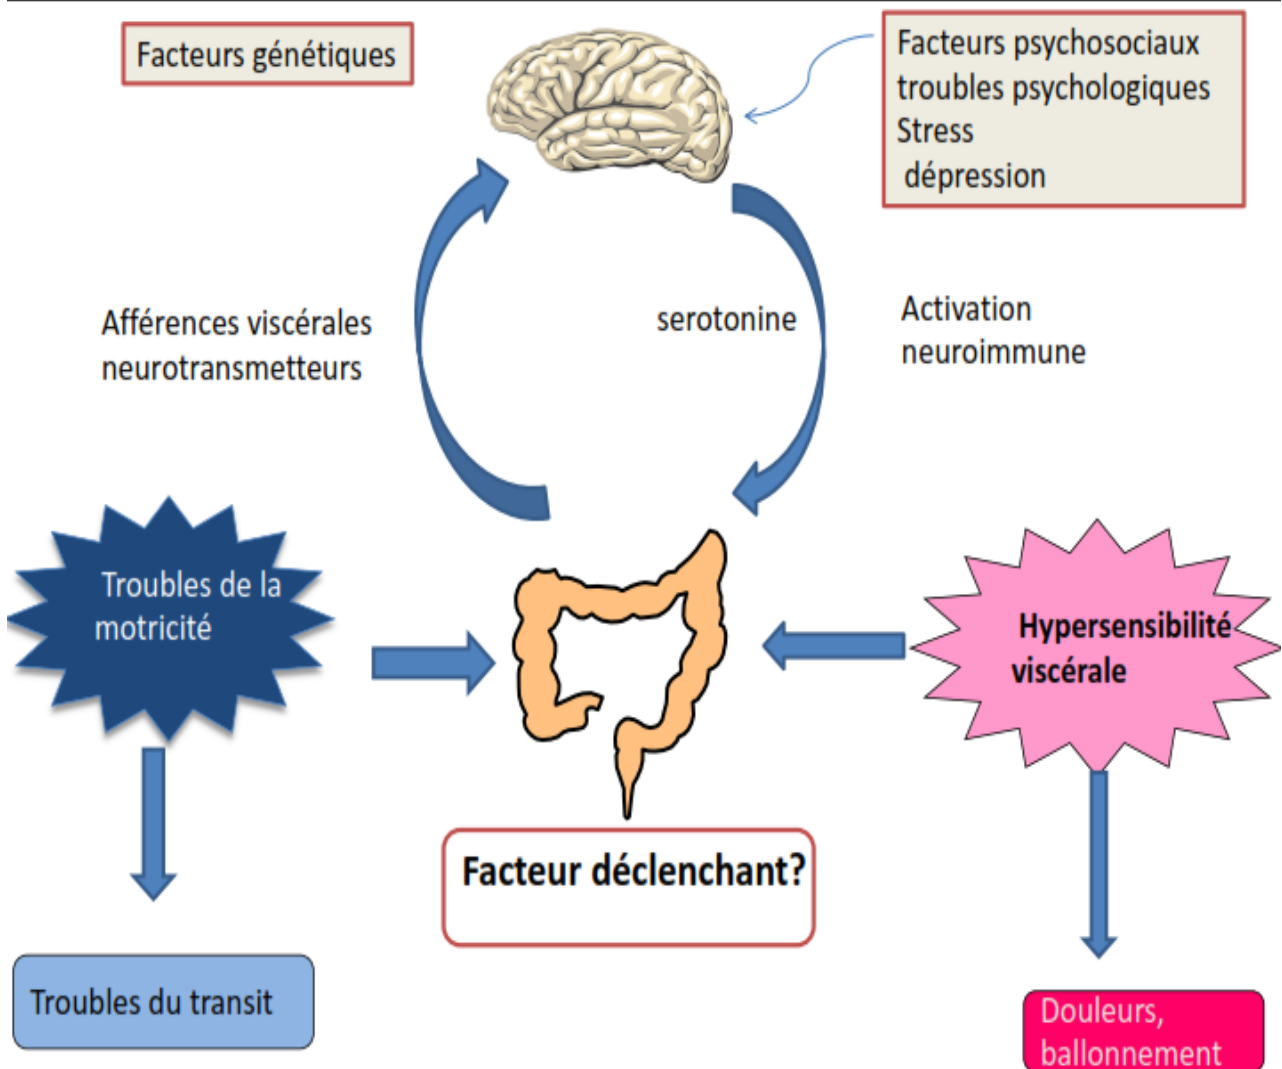 Facteurs génétiques
Facteurs psychosociaux
troubles psychologiques
Stress
dépression
Afférences viscérales
neurotransmetteurs
serotonine
Activation
neuroimmune
Troubles de la
motricité
Hypersensibilité
viscérale
Facteur déclenchant?
Troubles du transit
Douleurs,
ballonnement